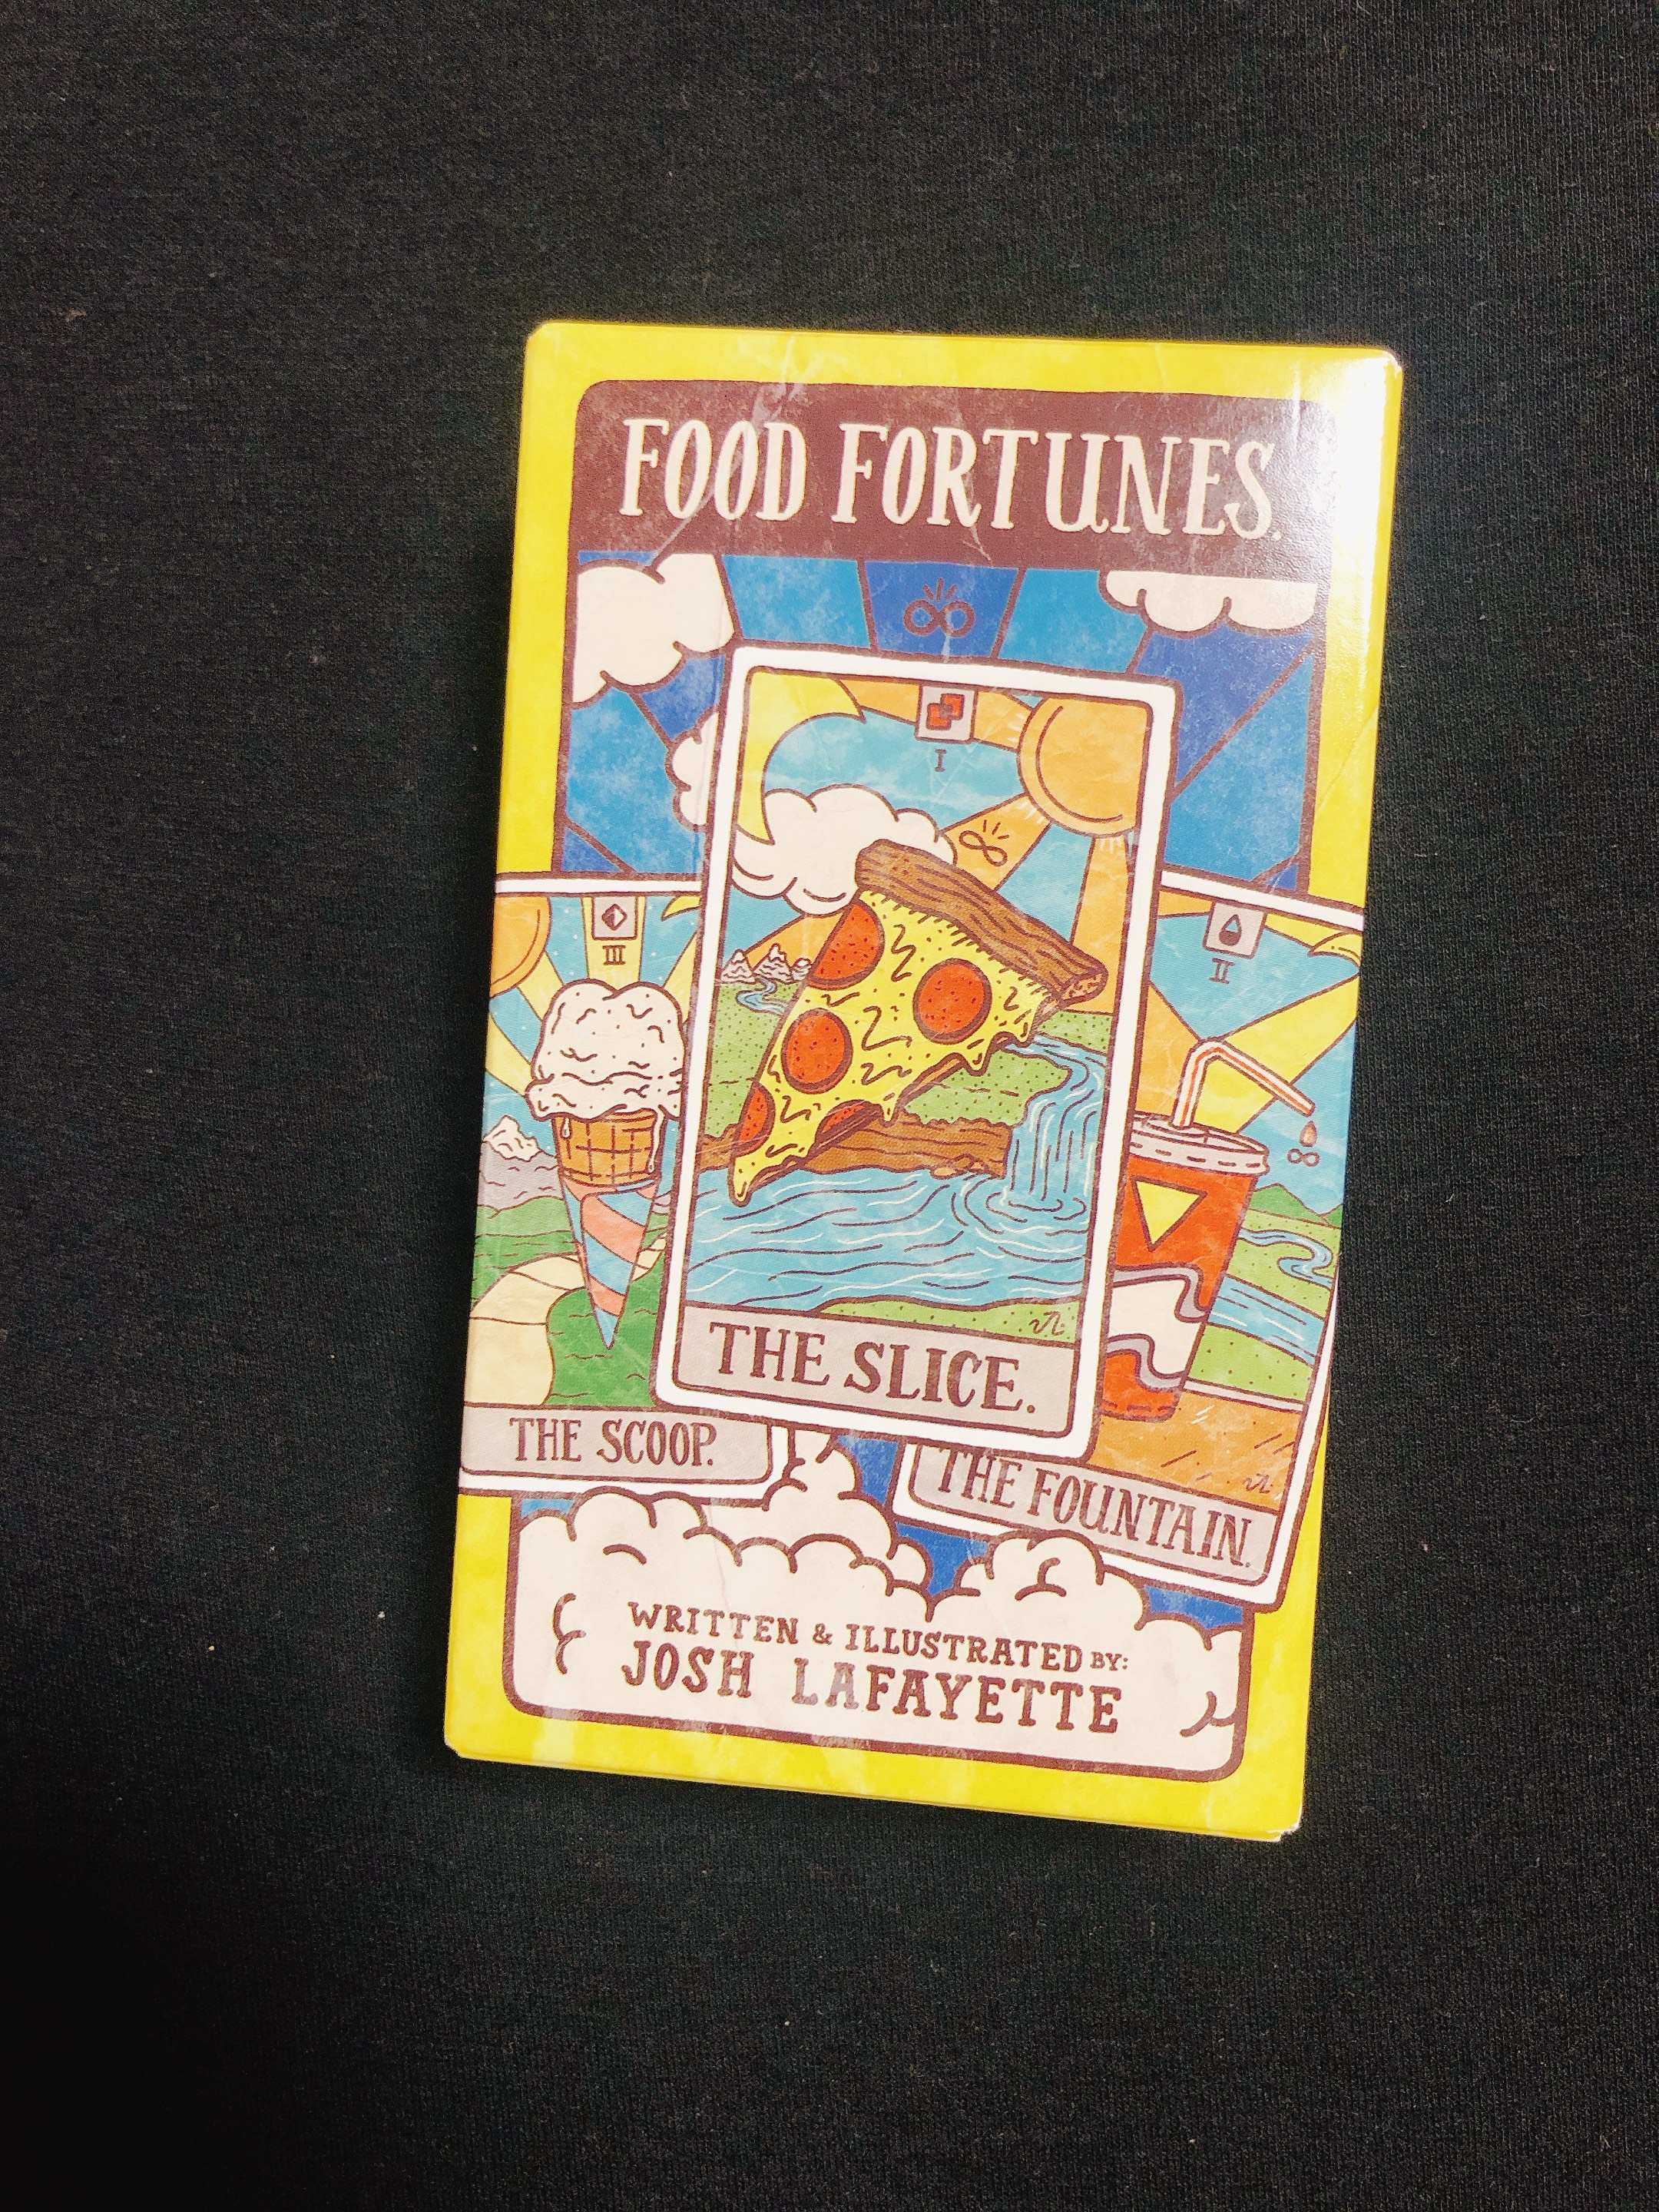 FOOD FORTUNES.
I
III
II
THE SLICE.
THE SCOOP.
THE FOUNTAIN.
WRITTEN & ILLUSTRATED BY:
JOSH LAFAYETTE